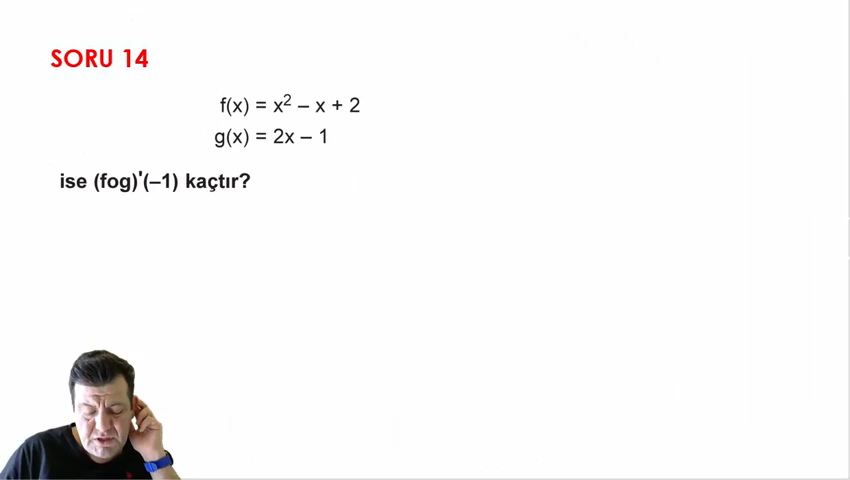 SORU 14
f(x) = x² – x + 2
g(x) = 2x – 1
ise (fog)'(–1) kaçtır?